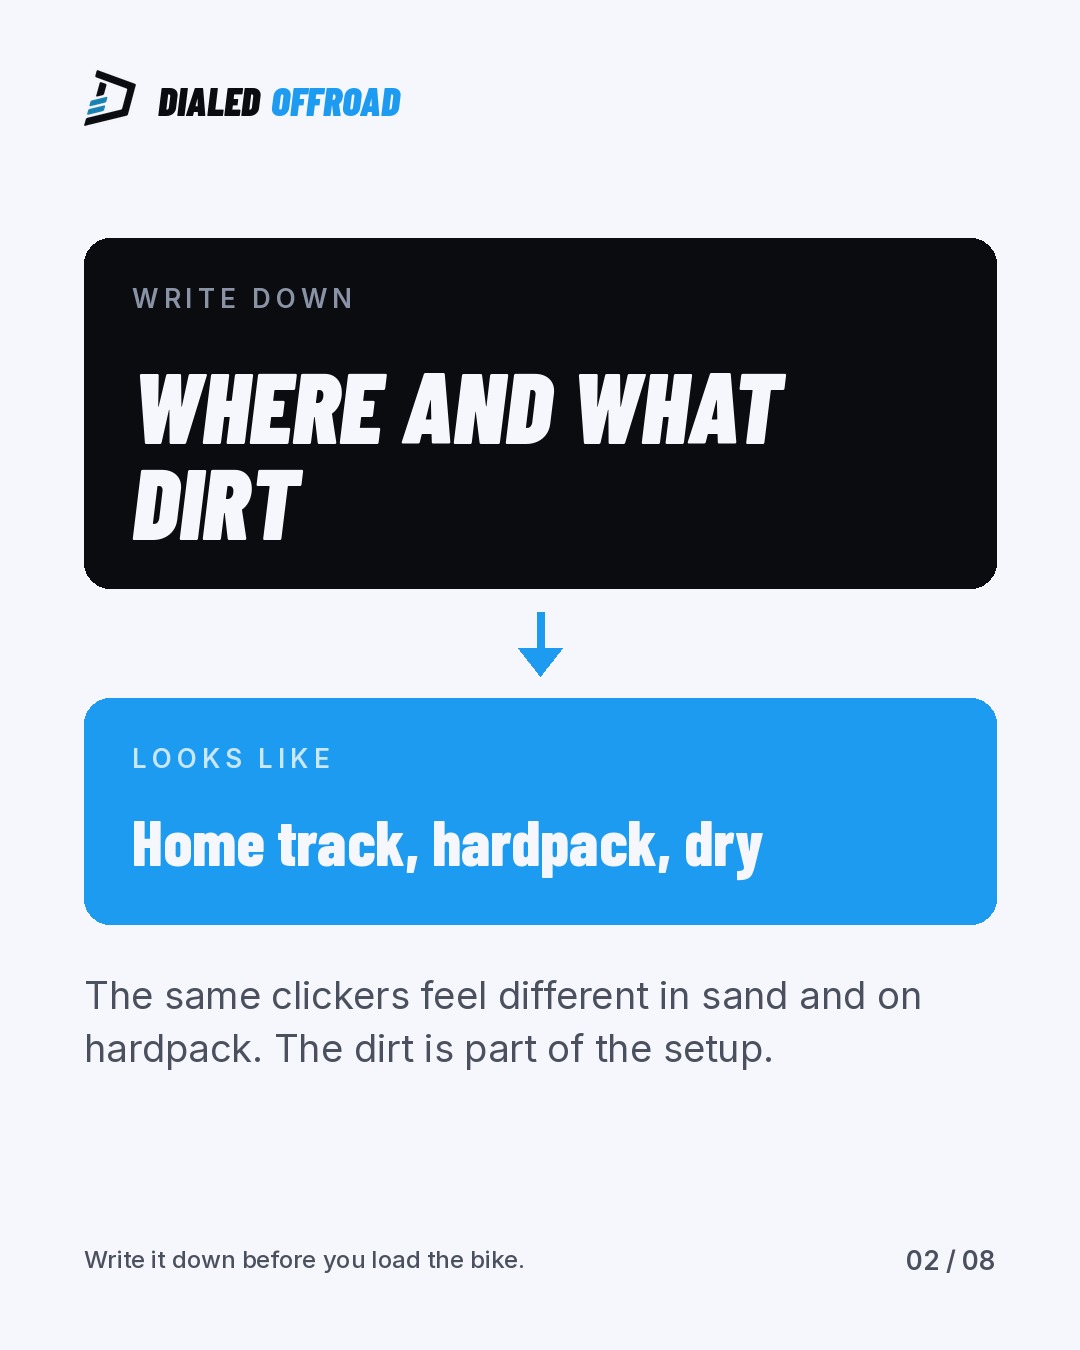 DIALED OFFROAD
WRITE DOWN
WHERE AND WHAT
DIRT
LOOKS LIKE
Home track, hardpack, dry
The same clickers feel different in sand and on
hardpack. The dirt is part of the setup.
Write it down before you load the bike.
02 / 08